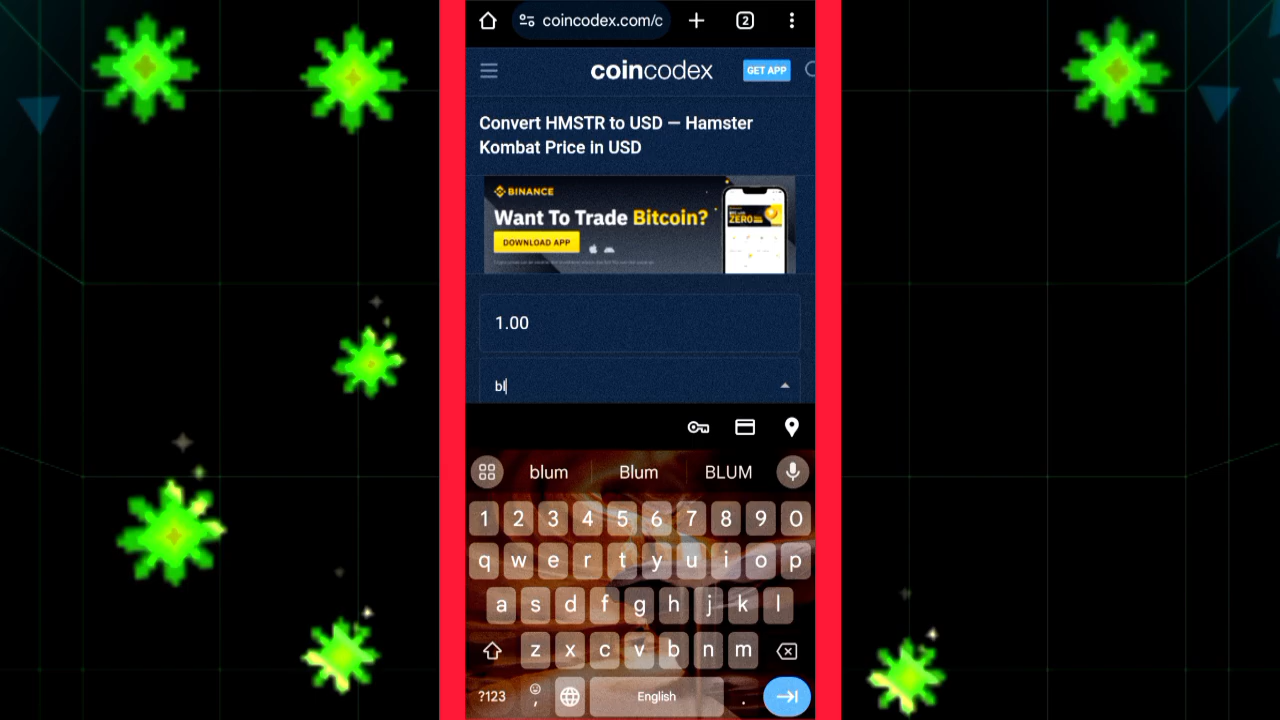 coincodex.com/c
2
coincodex
GET APP
Convert HMSTR to USD — Hamster
Kombat Price in USD
BINANCE
Want To Trade Bitcoin?
DOWNLOAD APP
ZERO
1.00
bl
blum Blum BLUM
1 2 3 4 5 6 7 8 9 0
q w e r t y u i o p
a s d f g h j k l
z x c v b n m
?123 , English .